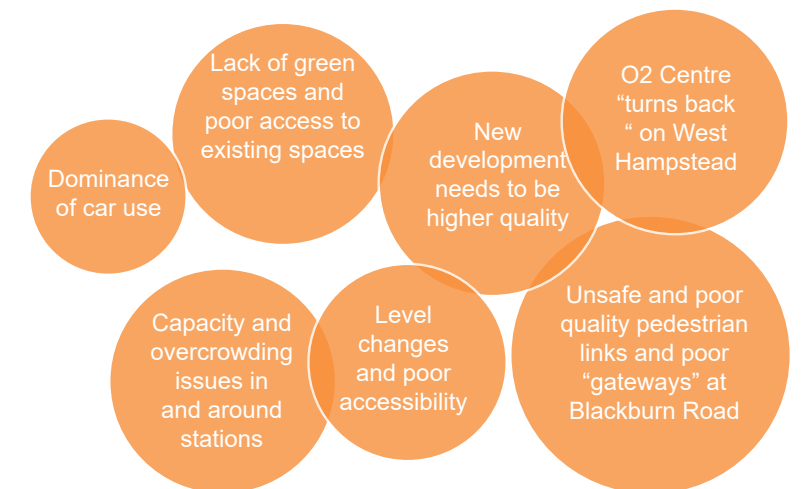 Dominance
of car use
Lack of green
spaces and
poor access to
existing spaces
New
development
needs to be
higher quality
O2 Centre
“turns back
“ on West
Hampstead
Capacity and
overcrowding
issues in
and around
stations
Level
changes
and poor
accessibility
Unsafe and poor
quality pedestrian
links and poor
“gateways” at
Blackburn Road